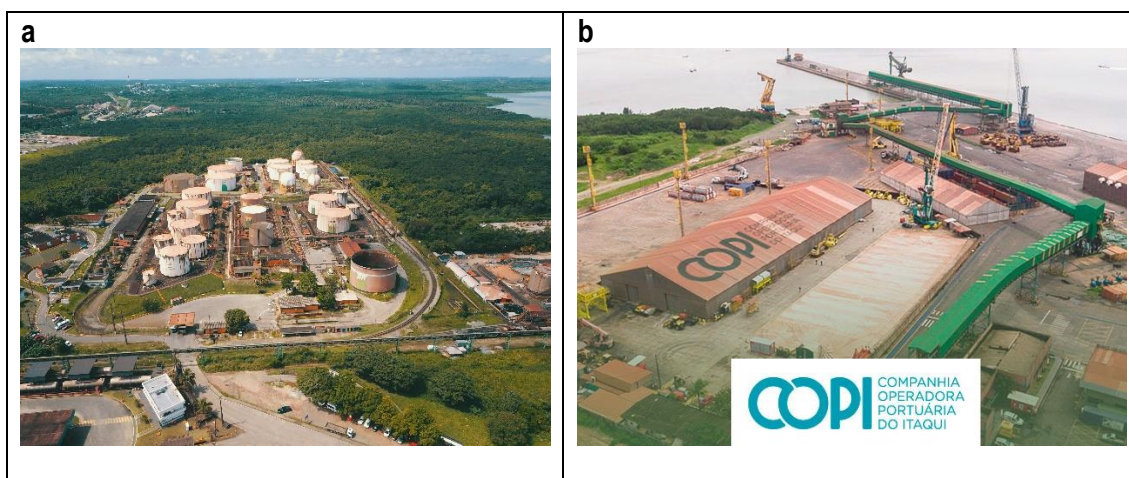 a
b
COPI
COPI
COMPANHIA
OPERADORA
PORTUÁRIA
DO ITAQUI